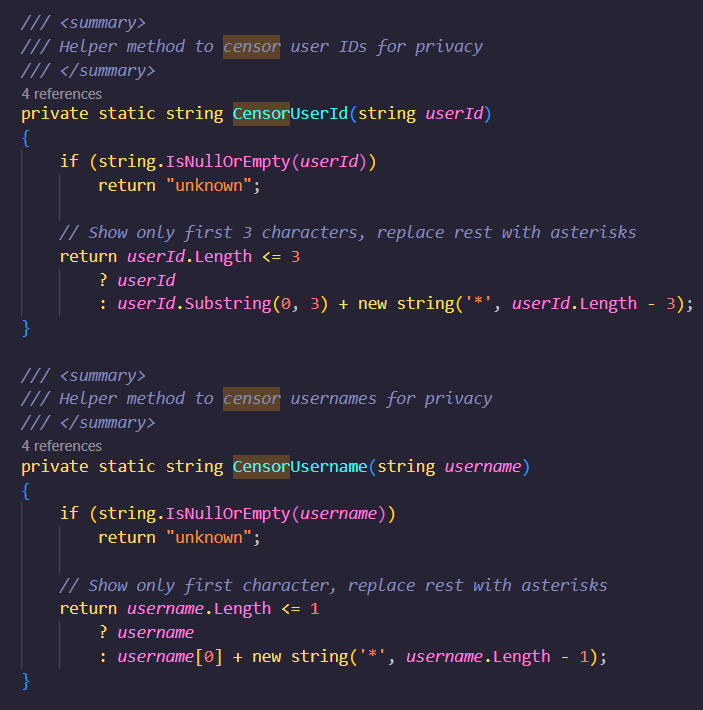 /// <summary>
/// Helper method to censor user IDs for privacy
/// </summary>
4 references
private static string CensorUserId(string userId)
{
    if (string.IsNullOrEmpty(userId))
        return "unknown";

    // Show only first 3 characters, replace rest with asterisks
    return userId.Length <= 3
        ? userId
        : userId.Substring(0, 3) + new string('*', userId.Length - 3);
}

/// <summary>
/// Helper method to censor usernames for privacy
/// </summary>
4 references
private static string CensorUsername(string username)
{
    if (string.IsNullOrEmpty(username))
        return "unknown";

    // Show only first character, replace rest with asterisks
    return username.Length <= 1
        ? username
        : username[0] + new string('*', username.Length - 1);
}